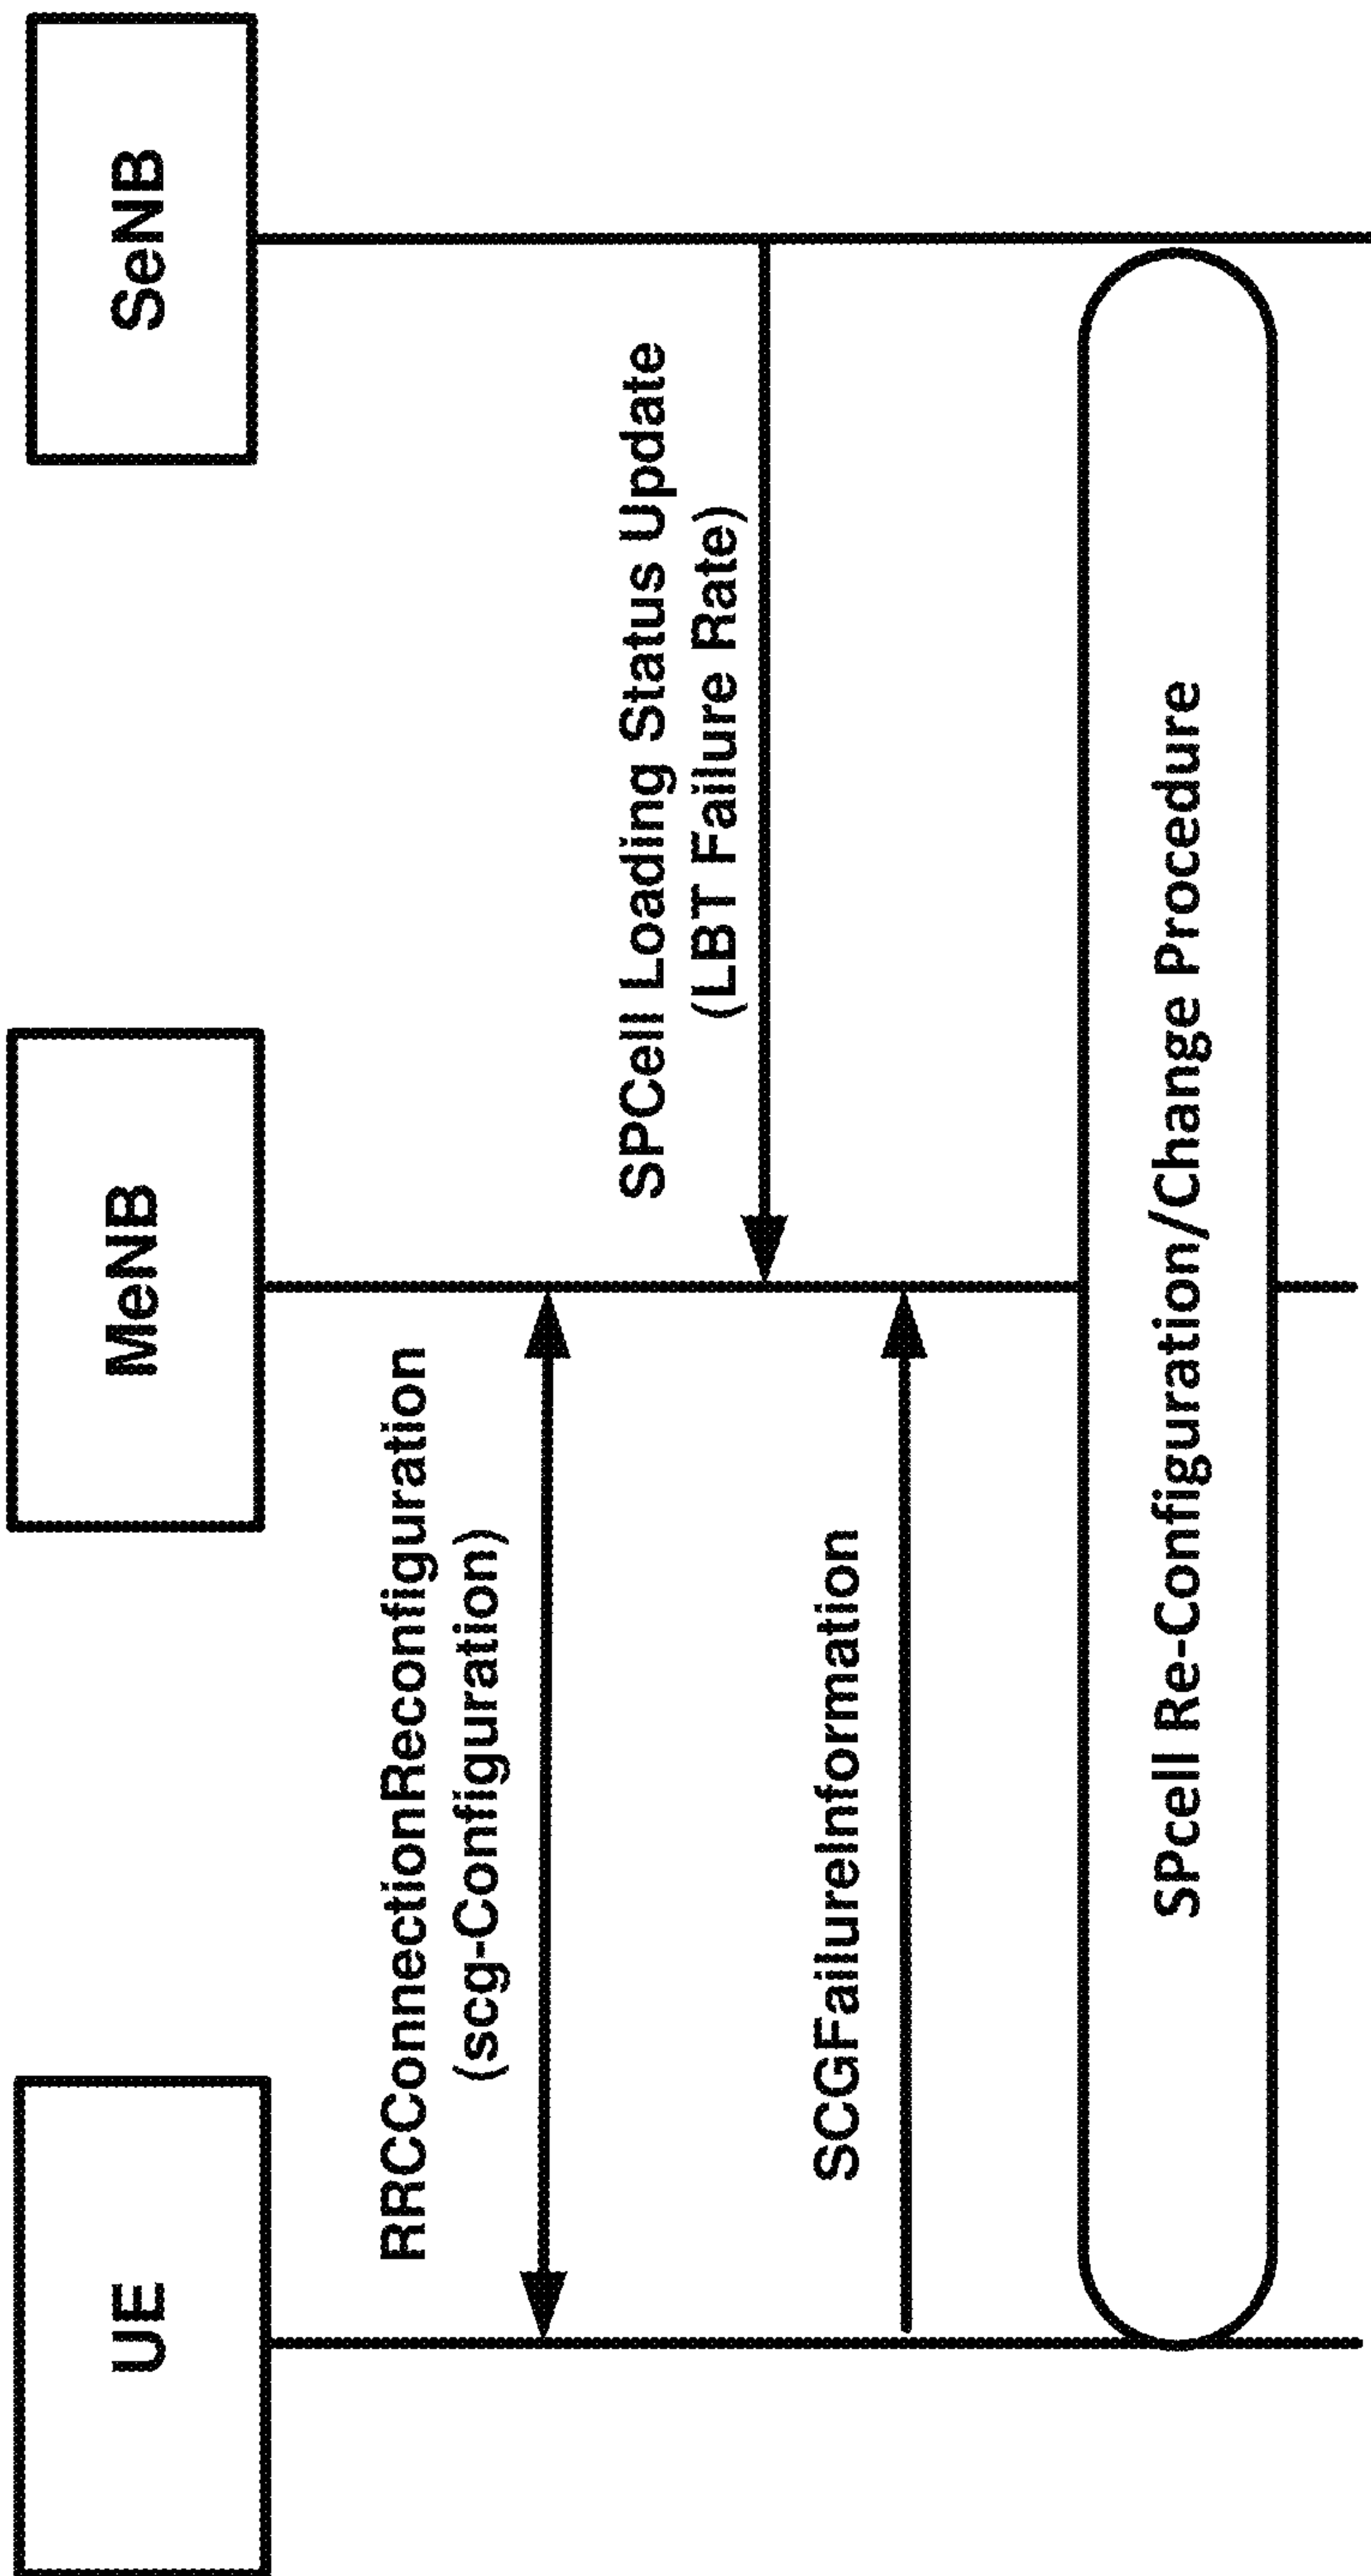 UE
MeNB
SeNB
RRCConnectionReconfiguration
(scg-Configuration)
SPCell Loading Status Update
(LBT Failure Rate)
SCGFailureInformation
SPcell Re-Configuration/Change Procedure